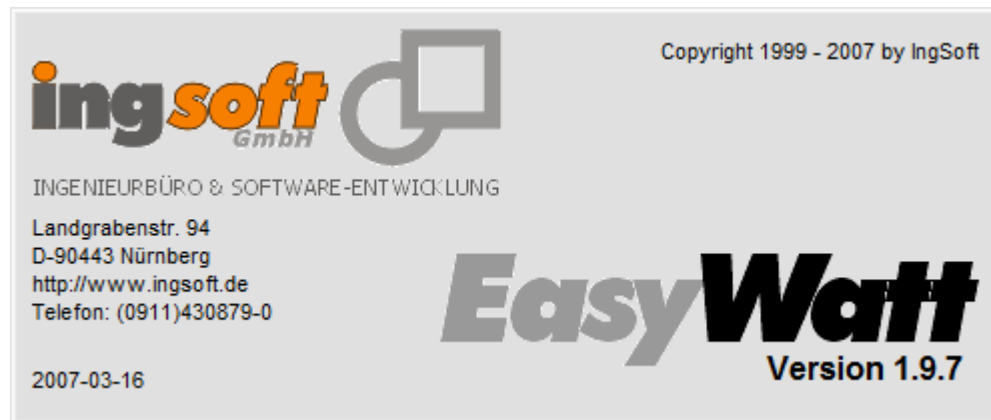 Copyright 1999 - 2007 by IngSoft
ingsoft
GmbH
INGENIEURBÜRO & SOFTWARE-ENTWICKLUNG
Landgrabenstr. 94
D-90443 Nürnberg
http://www.ingsoft.de
Telefon: (0911)430879-0
2007-03-16
EasyWatt
Version 1.9.7